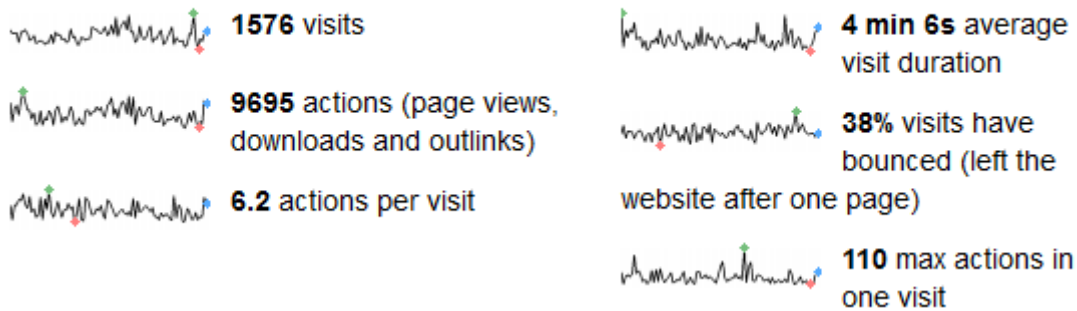 1576 visits
9695 actions (page views,
downloads and outlinks)
6.2 actions per visit
4 min 6s average
visit duration
38% visits have
bounced (left the
website after one page)
110 max actions in
one visit